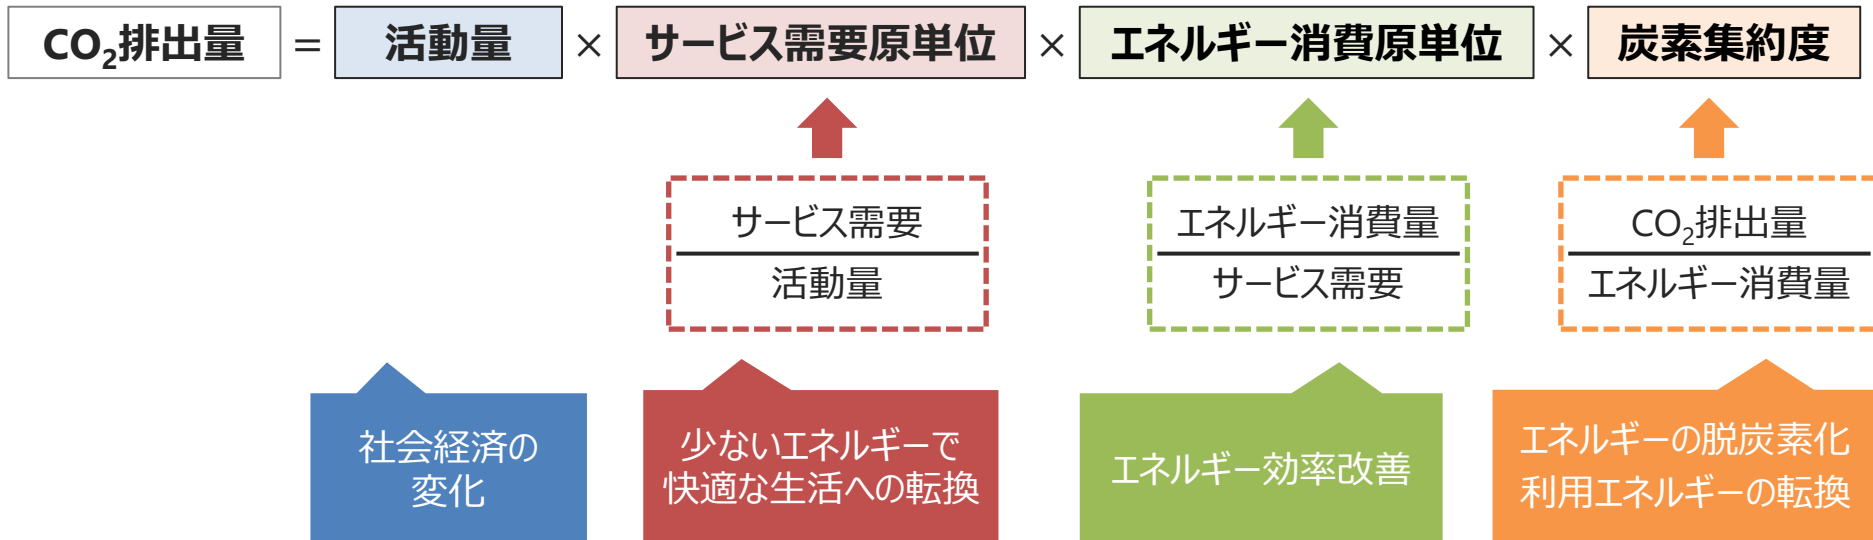 CO₂排出量 = 活動量 × サービス需要原単位 × エネルギー消費原単位 × 炭素集約度
サービス需要
活動量
エネルギー消費量
サービス需要
CO₂排出量
エネルギー消費量
社会経済の
変化
少ないエネルギーで
快適な生活への転換
エネルギー効率改善
エネルギーの脱炭素化
利用エネルギーの転換